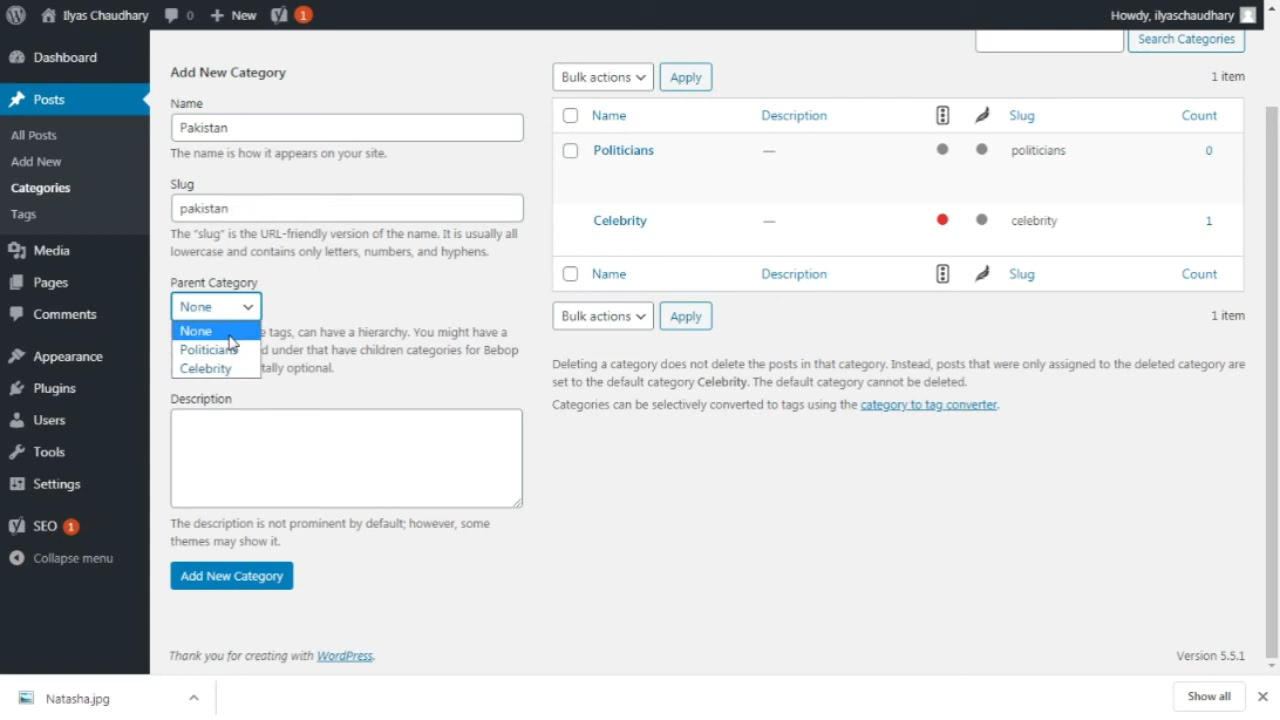 Ilyas Chaudhary 0 New 1 Howdy, ilyaschaudhary
Dashboard
Posts
All Posts
Add New
Categories
Tags
Media
Pages
Comments
Appearance
Plugins
Users
Tools
Settings
SEO 1
Collapse menu
Add New Category
Name
Pakistan
The name is how it appears on your site.
Slug
pakistan
The "slug" is the URL-friendly version of the name. It is usually all
lowercase and contains only letters, numbers, and hyphens.
Parent Category
None
None
Politicians
Celebrity
tags, can have a hierarchy. You might have a
under that have children categories for Bebop
optional.
Description
The description is not prominent by default; however, some
themes may show it.
Add New Category
Search Categories
Bulk actions Apply 1 item
Name Description Slug Count
Politicians — politicians 0
Celebrity — celebrity 1
Name Description Slug Count
Bulk actions Apply 1 item
Deleting a category does not delete the posts in that category. Instead, posts that were only assigned to the deleted category are
set to the default category Celebrity. The default category cannot be deleted.
Categories can be selectively converted to tags using the category to tag converter.
Thank you for creating with WordPress. Version 5.5.1
Natasha.jpg Show all